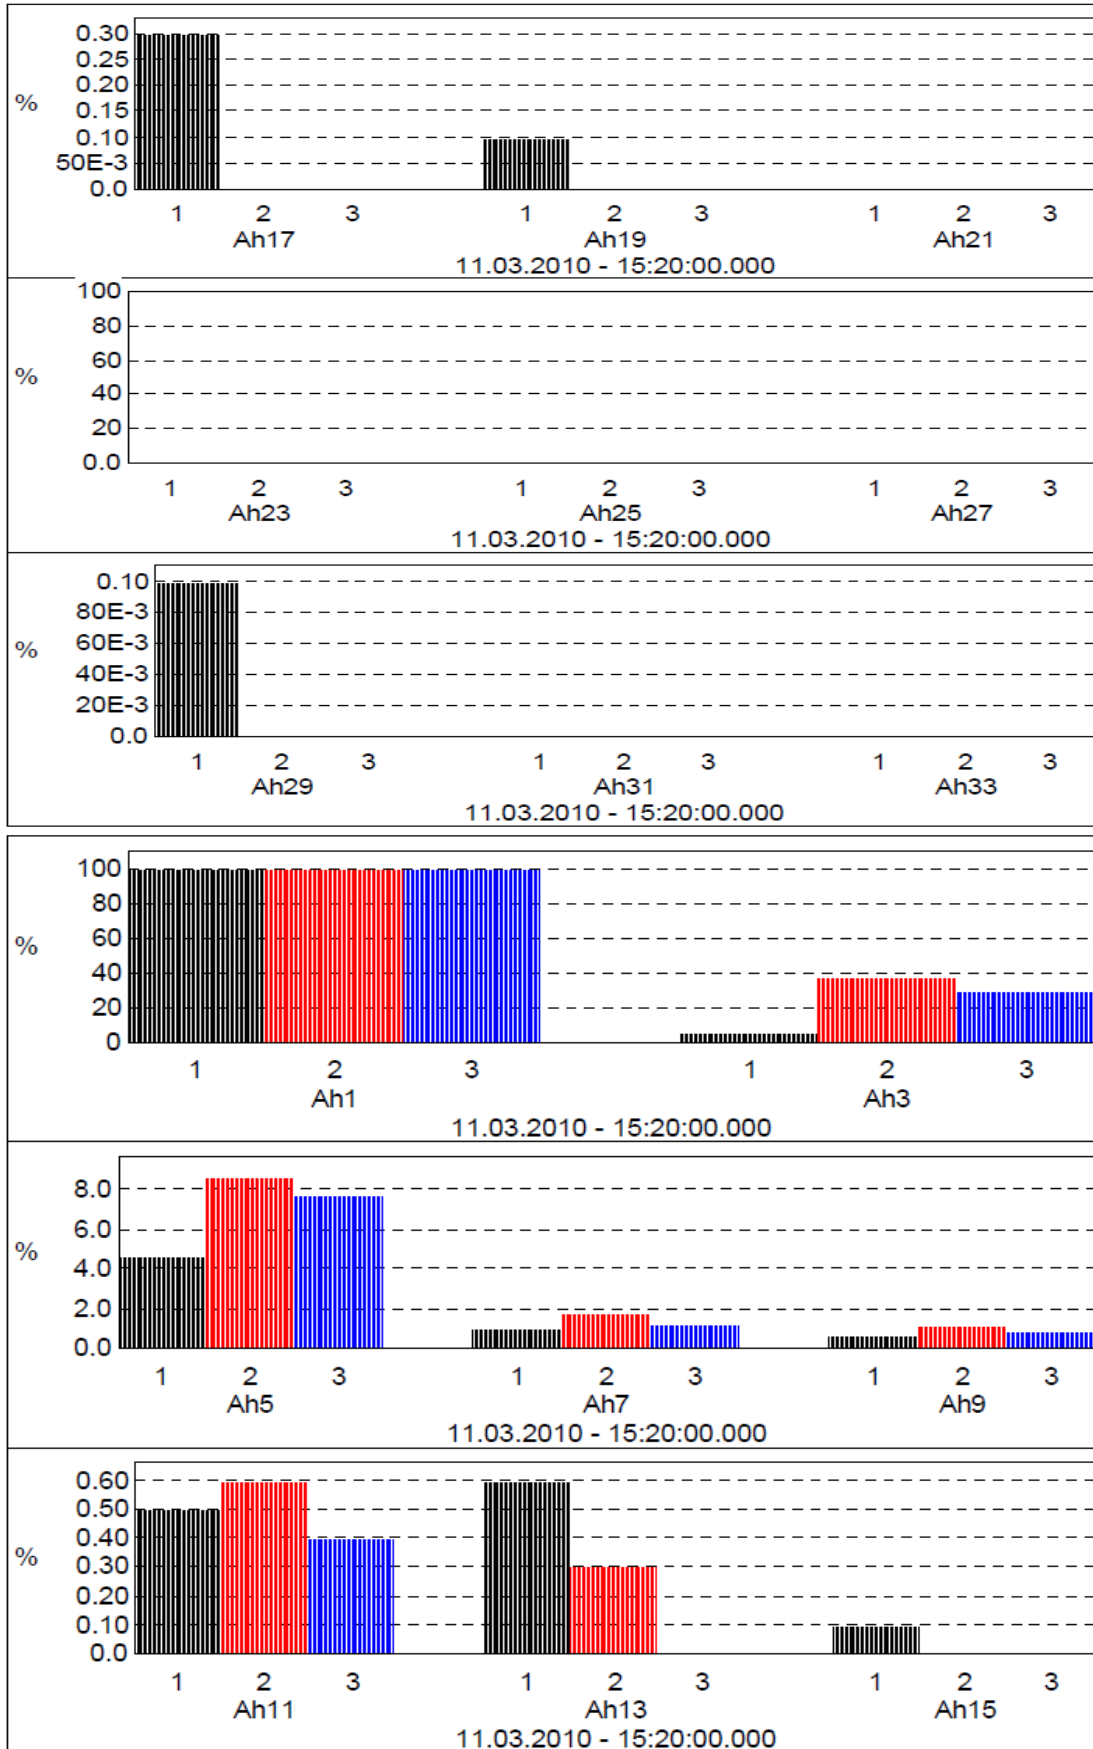 0.30
0.25
0.20
%
0.15
0.10
50E-3
0.0
1 2 3 1 2 3 1 2 3
Ah17 Ah19 Ah21
11.03.2010 - 15:20:00.000
100
80
60
%
40
20
0.0
1 2 3 1 2 3 1 2 3
Ah23 Ah25 Ah27
11.03.2010 - 15:20:00.000
0.10
80E-3
60E-3
%
40E-3
20E-3
0.0
1 2 3 1 2 3 1 2 3
Ah29 Ah31 Ah33
11.03.2010 - 15:20:00.000
100
80
60
%
40
20
0
1 2 3 1 2 3
Ah1 Ah3
11.03.2010 - 15:20:00.000
8.0
6.0
%
4.0
2.0
0.0
1 2 3 1 2 3 1 2 3
Ah5 Ah7 Ah9
11.03.2010 - 15:20:00.000
0.60
0.50
0.40
%
0.30
0.20
0.10
0.0
1 2 3 1 2 3 1 2 3
Ah11 Ah13 Ah15
11.03.2010 - 15:20:00.000